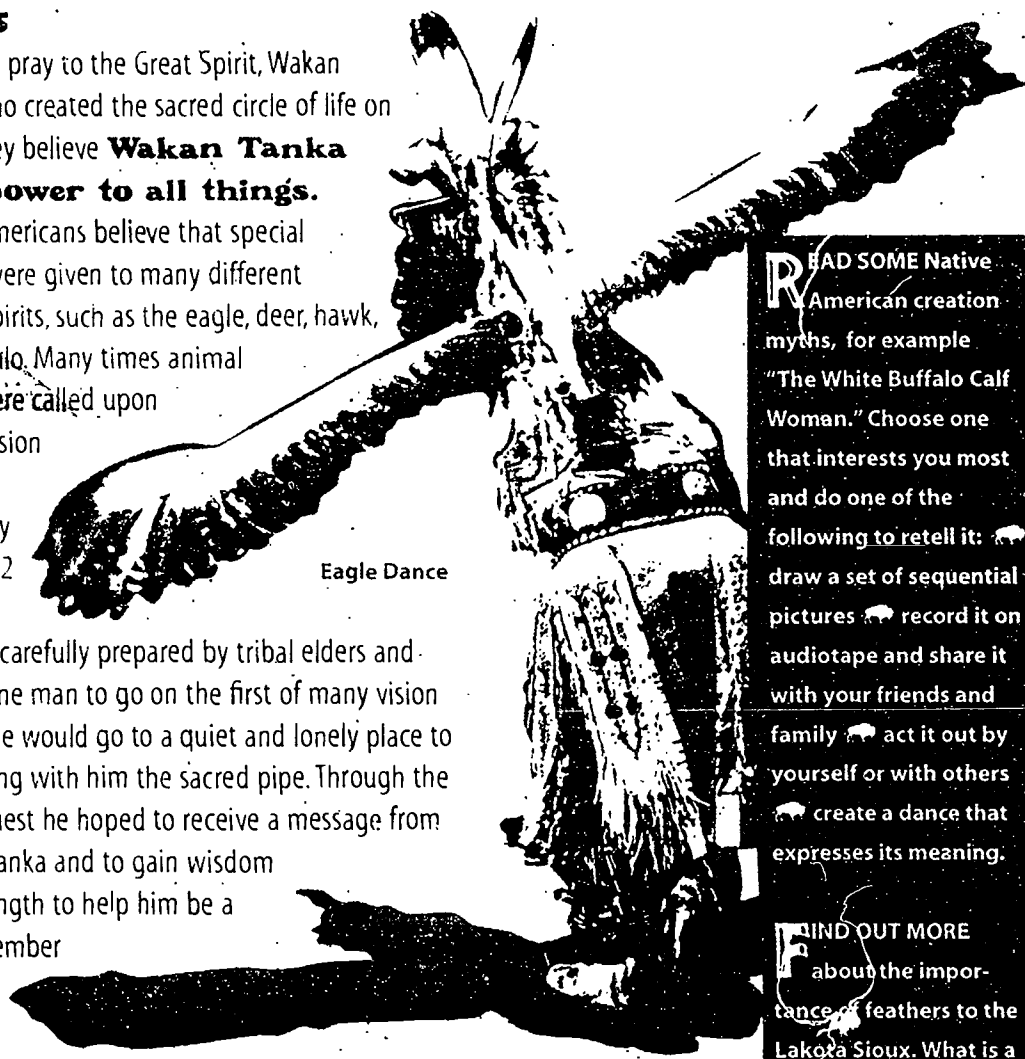 pray to the Great Spirit, Wakan
o created the sacred circle of life on
ey believe Wakan Tanka
power to all things.
mericans believe that special
were given to many different
pirits, such as the eagle, deer, hawk,
lo. Many times animal
ere called upon
sion
y
2
Eagle Dance
carefully prepared by tribal elders and
ne man to go on the first of many vision
e would go to a quiet and lonely place to
ng with him the sacred pipe. Through the
uest he hoped to receive a message from
anka and to gain wisdom
ngth to help him be a
ember
READ SOME Native
American creation
myths, for example
"The White Buffalo Calf
Woman." Choose one
that interests you most
and do one of the
following to retell it:
draw a set of sequential
pictures record it on
audiotape and share it
with your friends and
family act it out by
yourself or with others
create a dance that
expresses its meaning.
FIND OUT MORE
about the impor-
tance of feathers to the
Lakota Sioux. What is a